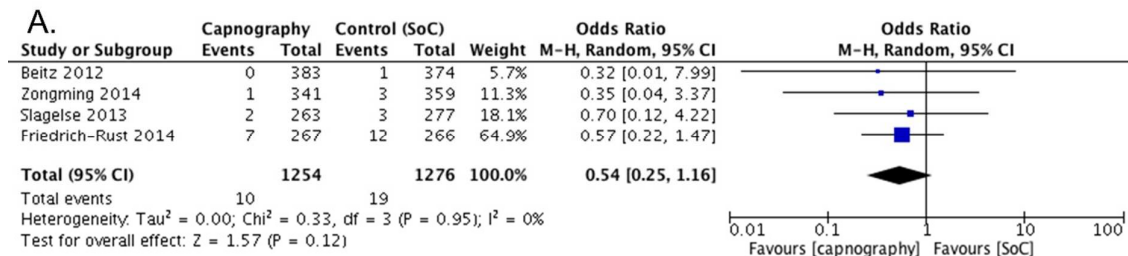 A.
Capnography Control (SoC) Odds Ratio Odds Ratio
Study or Subgroup Events Total Events Total Weight M-H, Random, 95% CI M-H, Random, 95% CI
Beitz 2012 0 383 1 374 5.7% 0.32 [0.01, 7.99]
Zongming 2014 1 341 3 359 11.3% 0.35 [0.04, 3.37]
Slagelse 2013 2 263 3 277 18.1% 0.70 [0.12, 4.22]
Friedrich-Rust 2014 7 267 12 266 64.9% 0.57 [0.22, 1.47]
Total (95% CI) 1254 1276 100.0% 0.54 [0.25, 1.16]
Total events 10 19
Heterogeneity: Tau² = 0.00; Chi² = 0.33, df = 3 (P = 0.95); I² = 0%
Test for overall effect: Z = 1.57 (P = 0.12)
0.01 0.1 1 10 100
Favours [capnography] Favours [SoC]